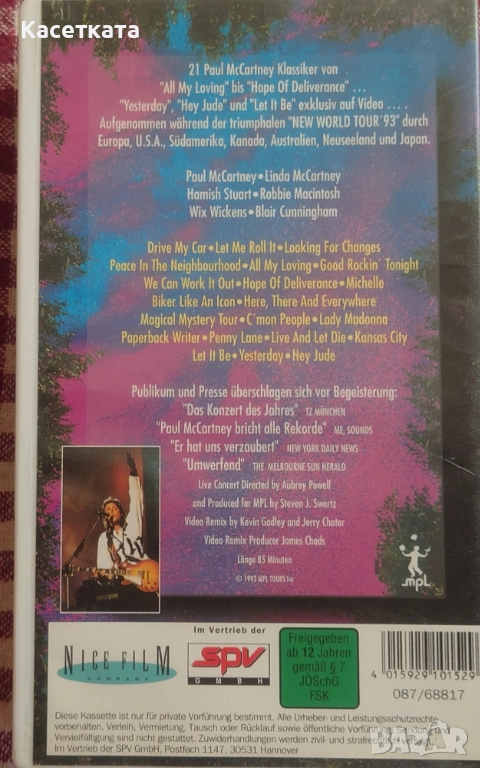 Касетката
21 Paul McCartney Klassiker von
"All My Loving" bis "Hope Of Deliverance" ...
"Yesterday", "Hey Jude" und "Let It Be" exklusiv auf Video ... .
Aufgenommen während der triumphalen "NEW WORLD TOUR '93" durch
Europa, U.S.A., Südamerika, Kanada, Australien, Neuseeland und Japan.
Paul McCartney • Linda McCartney
Hamish Stuart • Robbie Macintosh
Wix Wickens • Blair Cunningham
Drive My Car • Let Me Roll It • Looking For Changes
Peace In The Neighbourhood • All My Loving • Good Rockin' Tonight
We Can Work It Out • Hope Of Deliverance • Michelle
Biker Like An Icon • Here, There And Everywhere
Magical Mystery Tour • C'mon People • Lady Madonna
Paperback Writer • Penny Lane • Live And Let Die • Kansas City
Let It Be • Yesterday • Hey Jude
Publikum und Presse überschlagen sich vor Begeisterung:
"Das Konzert des Jahres" TZ MÜNCHEN
"Paul McCartney bricht alle Rekorde" ME. SOUNDS
"Er hat uns verzaubert" NEW YORK DAILY NEWS
"Umwerfend" THE MELBOURNE SUN HERALD
Live Concert Directed by Aubrey Powell
and Produced for MPL by Steven J. Swartz
Video Remix by Kevin Godley and Jerry Chater
Video Remix Producer James Chads
Länge 85 Minuten
© 1993 MPL TOURS Inc
mpl
NICE FILM
COMPANY
Im Vertrieb der
spv
GMBH
Freigegeben
ab 12 Jahren
gemäß § 7
JÖSchG
FSK
4 015929 101529
087/68817
Diese Kassette ist nur für private Vorführung bestimmt. Alle Urheber- und Leistungsschutzrechte
vorbehalten. Verleih, Vermietung, Tausch oder Rücklauf sowie öffentliche Vorführung, Sendung und
Vervielfältigung sind nicht gestattet. Zuwiderhandlungen werden zivil- und strafrechtlich verfolgt.
Im Vertrieb der SPV GmbH, Postfach 1147, 30531 Hannover
БАЗАР